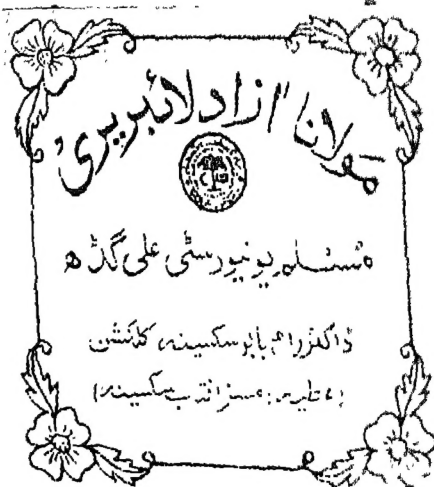 مولانا آزاد لائبریری
مسلم یونیورسٹی علی گڑھ
ڈاکٹر رام بابو سکسینہ کلکشن
(عطیہ: مسز سکسینہ)